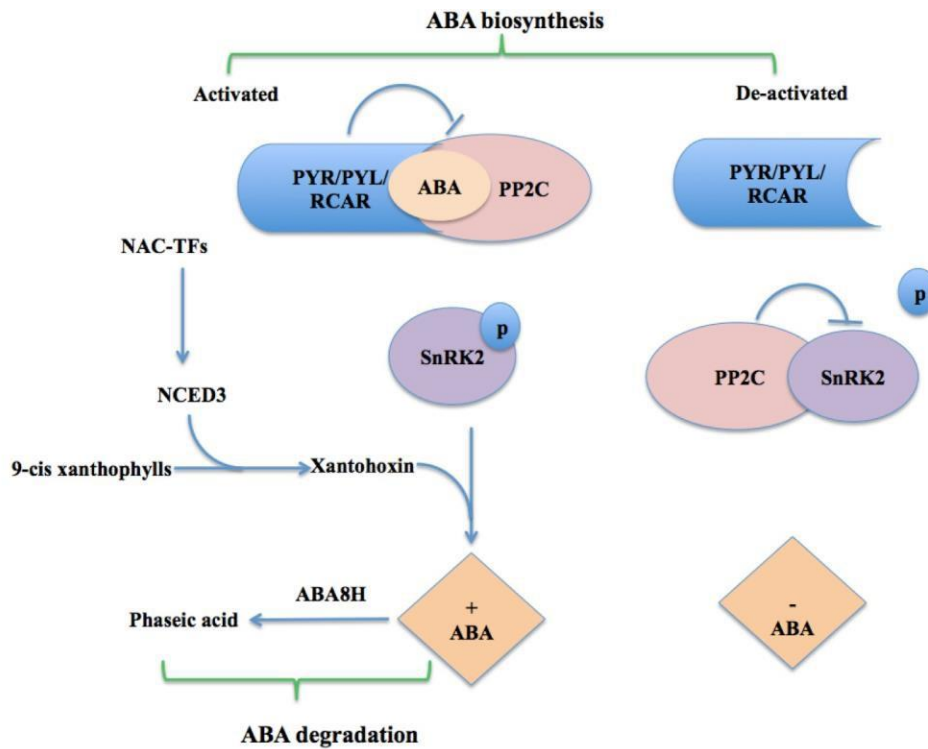 ABA biosynthesis
Activated
De-activated
PYR/PYL/
RCAR
ABA
PP2C
PYR/PYL/
RCAR
NAC-TFs
p
SnRK2
p
PP2C
SnRK2
NCED3
9-cis xanthophylls
Xantohoxin
ABA8H
Phaseic acid
+
ABA
-
ABA
ABA degradation